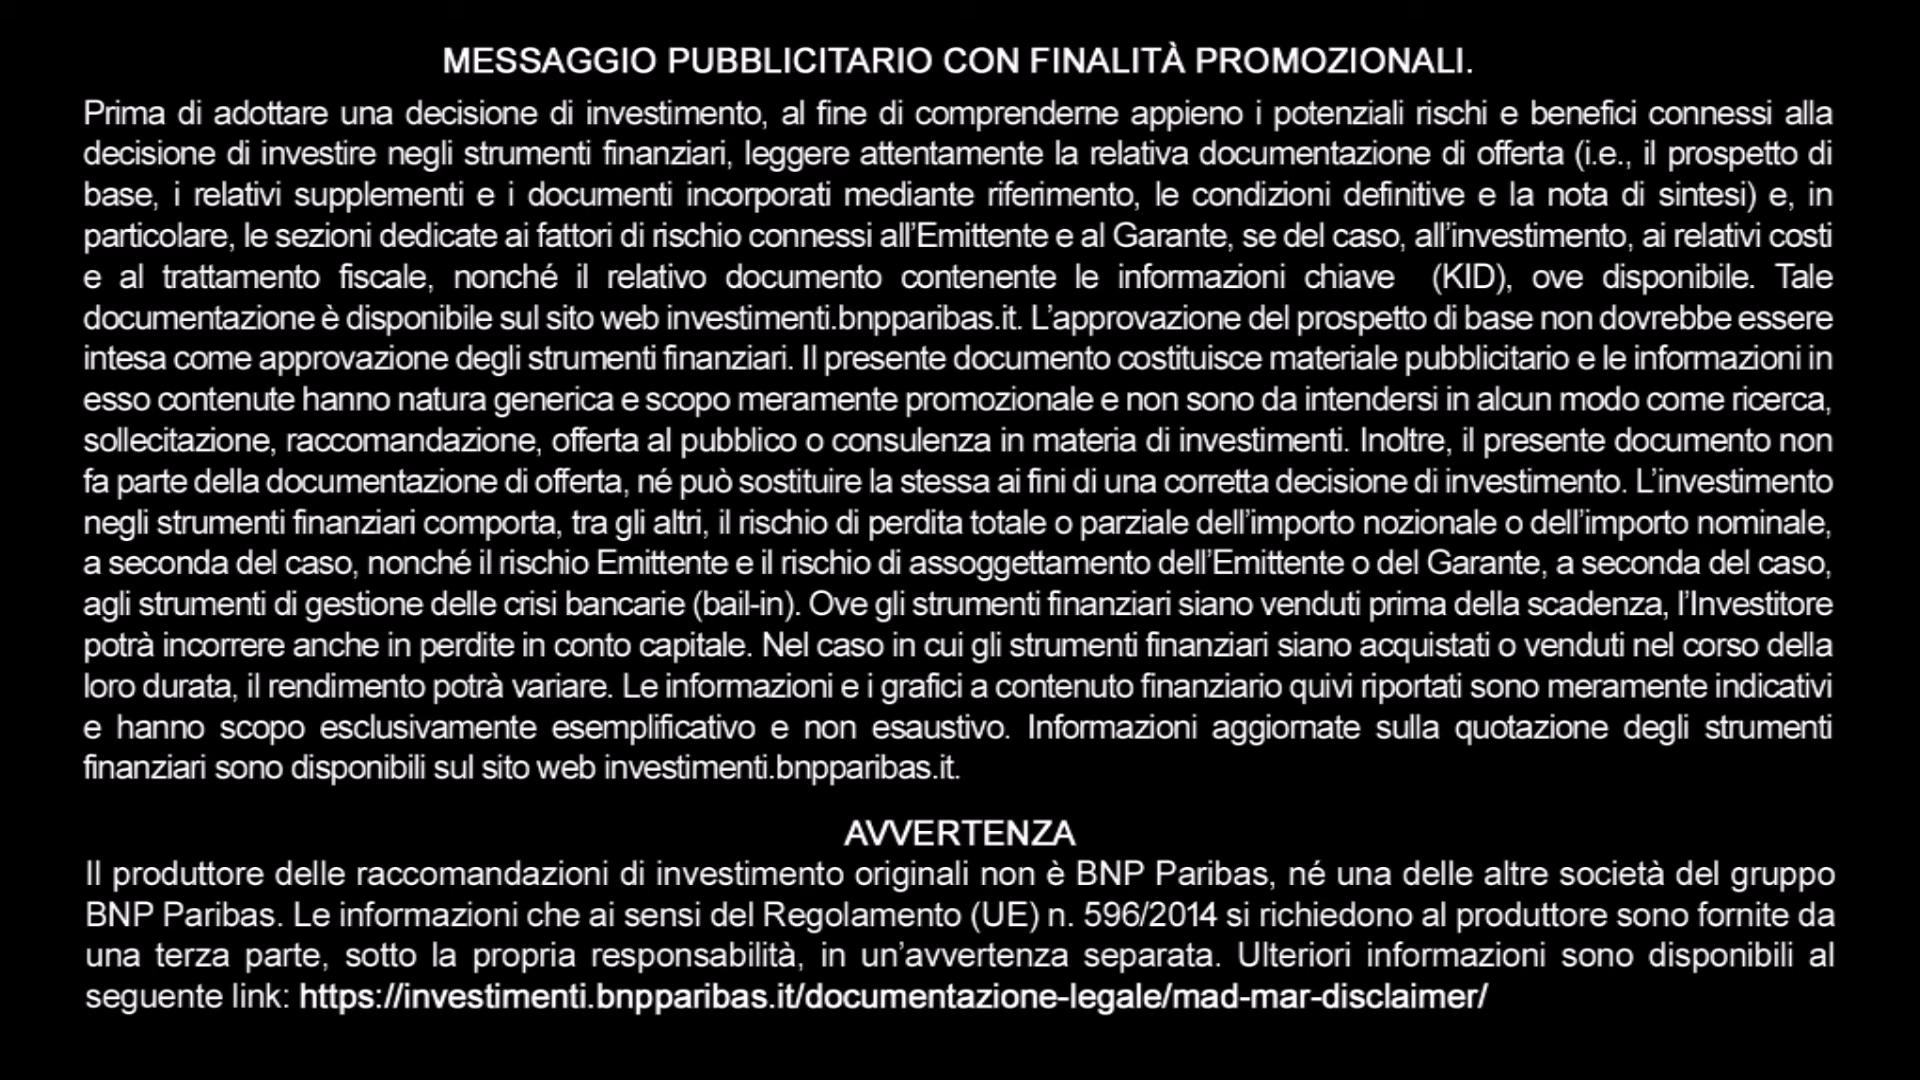 MESSAGGIO PUBBLICITARIO CON FINALITÀ PROMOZIONALI.
Prima di adottare una decisione di investimento, al fine di comprenderne appieno i potenziali rischi e benefici connessi alla
decisione di investire negli strumenti finanziari, leggere attentamente la relativa documentazione di offerta (i.e., il prospetto di
base, i relativi supplementi e i documenti incorporati mediante riferimento, le condizioni definitive e la nota di sintesi) e, in
particolare, le sezioni dedicate ai fattori di rischio connessi all'Emittente e al Garante, se del caso, all'investimento, ai relativi costi
e al trattamento fiscale, nonché il relativo documento contenente le informazioni chiave (KID), ove disponibile. Tale
documentazione è disponibile sul sito web investimenti.bnpparibas.it. L'approvazione del prospetto di base non dovrebbe essere
intesa come approvazione degli strumenti finanziari. Il presente documento costituisce materiale pubblicitario e le informazioni in
esso contenute hanno natura generica e scopo meramente promozionale e non sono da intendersi in alcun modo come ricerca,
sollecitazione, raccomandazione, offerta al pubblico o consulenza in materia di investimenti. Inoltre, il presente documento non
fa parte della documentazione di offerta, né può sostituire la stessa ai fini di una corretta decisione di investimento. L'investimento
negli strumenti finanziari comporta, tra gli altri, il rischio di perdita totale o parziale dell'importo nozionale o dell'importo nominale,
a seconda del caso, nonché il rischio Emittente e il rischio di assoggettamento dell'Emittente o del Garante, a seconda del caso,
agli strumenti di gestione delle crisi bancarie (bail-in). Ove gli strumenti finanziari siano venduti prima della scadenza, l'Investitore
potrà incorrere anche in perdite in conto capitale. Nel caso in cui gli strumenti finanziari siano acquistati o venduti nel corso della
loro durata, il rendimento potrà variare. Le informazioni e i grafici a contenuto finanziario quivi riportati sono meramente indicativi
e hanno scopo esclusivamente esemplificativo e non esaustivo. Informazioni aggiornate sulla quotazione degli strumenti
finanziari sono disponibili sul sito web investimenti.bnpparibas.it.
AVVERTENZA
Il produttore delle raccomandazioni di investimento originali non è BNP Paribas, né una delle altre società del gruppo
BNP Paribas. Le informazioni che ai sensi del Regolamento (UE) n. 596/2014 si richiedono al produttore sono fornite da
una terza parte, sotto la propria responsabilità, in un'avvertenza separata. Ulteriori informazioni sono disponibili al
seguente link: https://investimenti.bnpparibas.it/documentazione-legale/mad-mar-disclaimer/